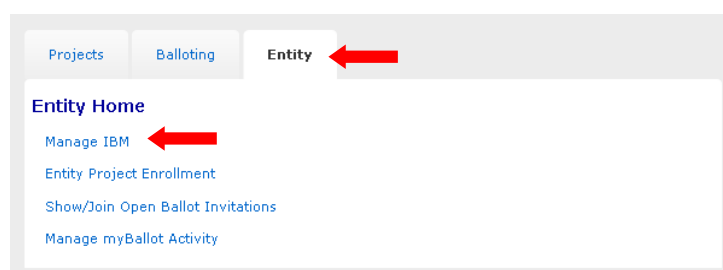 Projects Balloting Entity
Entity Home
Manage IBM
Entity Project Enrollment
Show/Join Open Ballot Invitations
Manage myBallot Activity